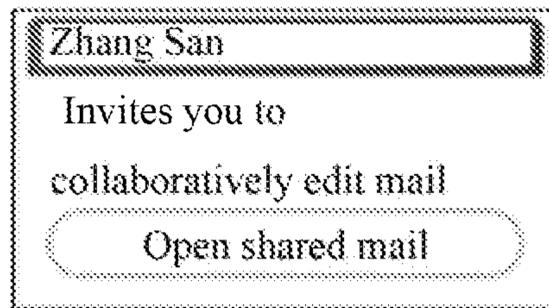 Zhang San
Invites you to
collaboratively edit mail
Open shared mail